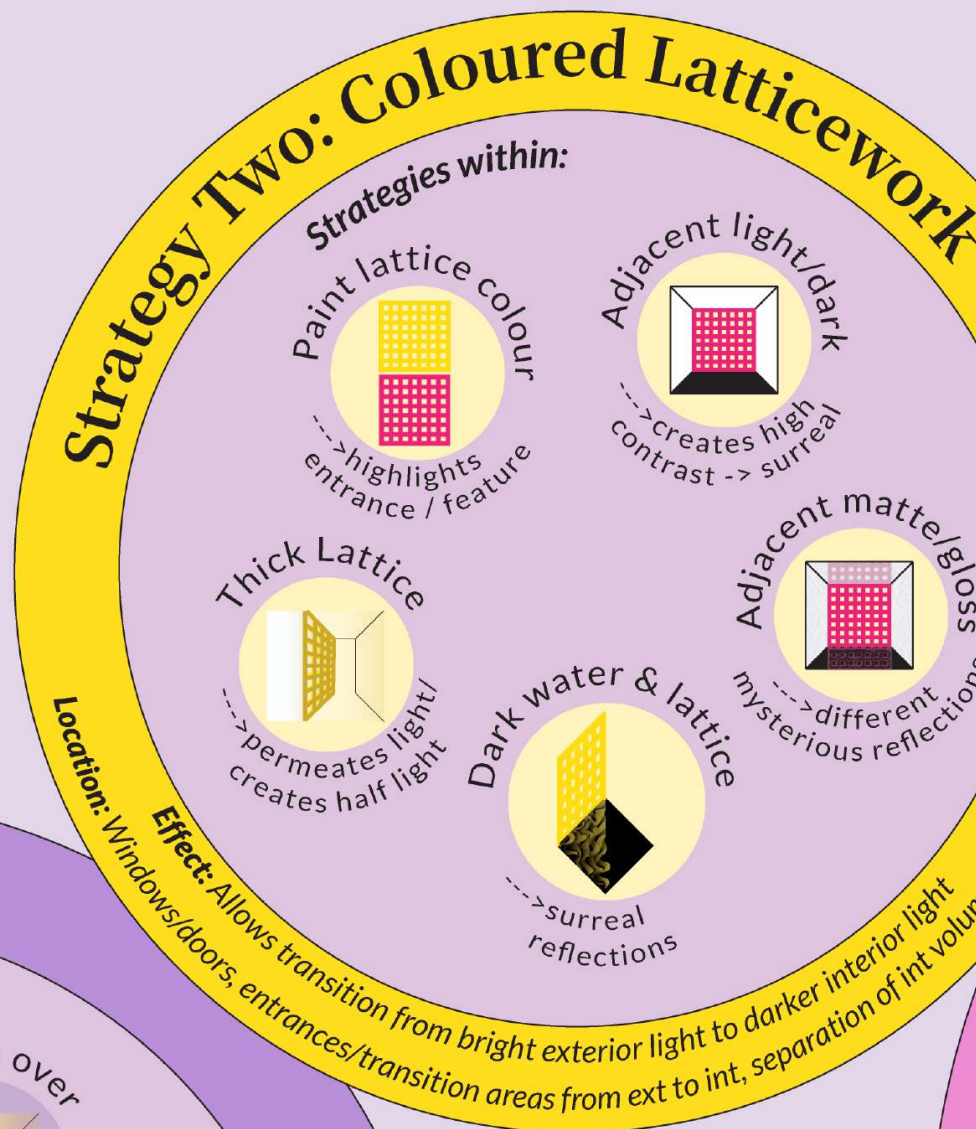 Strategy Two: Coloured Latticework
Strategies within:
Paint lattice colour
---->highlights
entrance / feature
Adjacent light/dark
---->creates high
contrast -> surreal
Thick Lattice
---->permeates light/
creates half light
Adjacent matte/gloss
---->different
mysterious reflections
Dark water & lattice
---->surreal
reflections
Effect: Allows transition from bright exterior light to darker interior light
Location: Windows/doors, entrances/transition areas from ext to int, separation of int
over